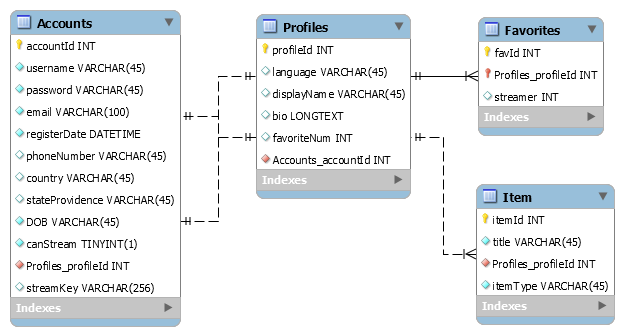 Accounts
accountId INT
username VARCHAR(45)
password VARCHAR(45)
email VARCHAR(100)
registerDate DATETIME
phoneNumber VARCHAR(45)
country VARCHAR(45)
stateProvidence VARCHAR(45)
DOB VARCHAR(45)
canStream TINYINT(1)
Profiles_profileId INT
streamKey VARCHAR(256)
Indexes
Profiles
profileId INT
language VARCHAR(45)
displayName VARCHAR(45)
bio LONGTEXT
favoriteNum INT
Accounts_accountId INT
Indexes
Favorites
favId INT
Profiles_profileId INT
streamer INT
Indexes
Item
itemId INT
title VARCHAR(45)
Profiles_profileId INT
itemType VARCHAR(45)
Indexes